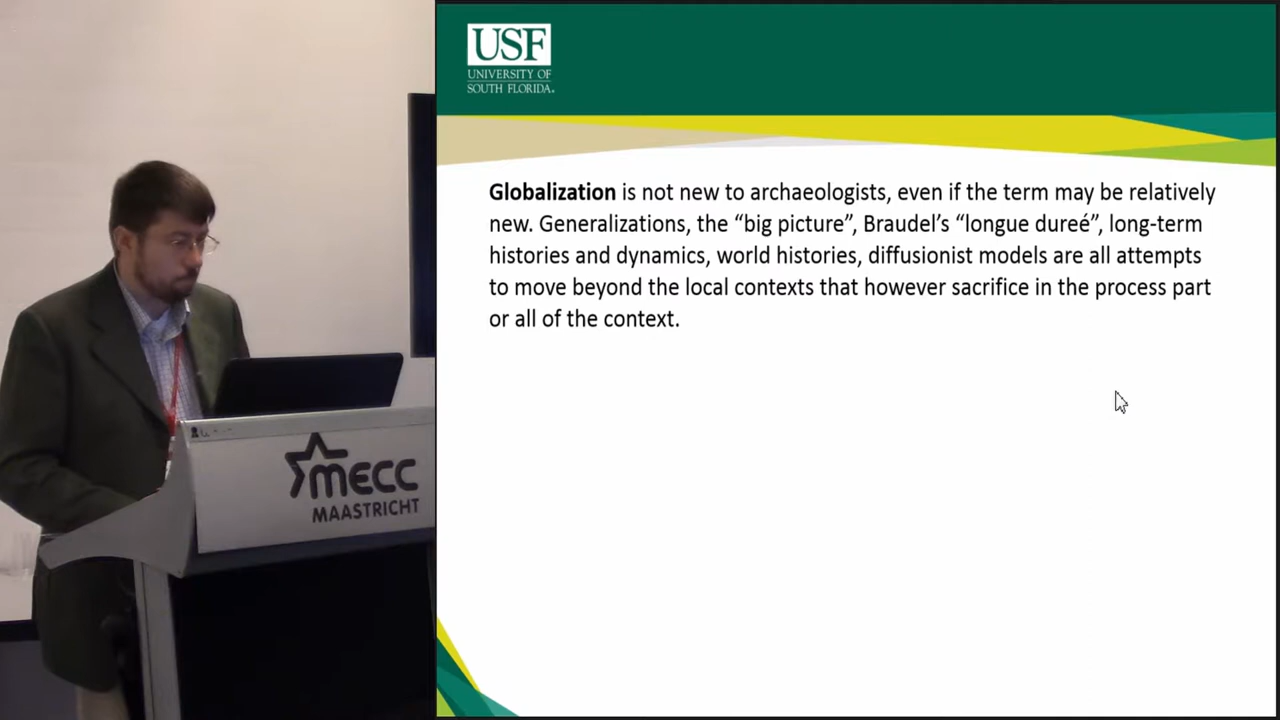 USF
UNIVERSITY OF
SOUTH FLORIDA.
Globalization is not new to archaeologists, even if the term may be relatively
new. Generalizations, the “big picture”, Braudel’s “longue dureé”, long-term
histories and dynamics, world histories, diffusionist models are all attempts
to move beyond the local contexts that however sacrifice in the process part
or all of the context.
mecc
MAASTRICHT